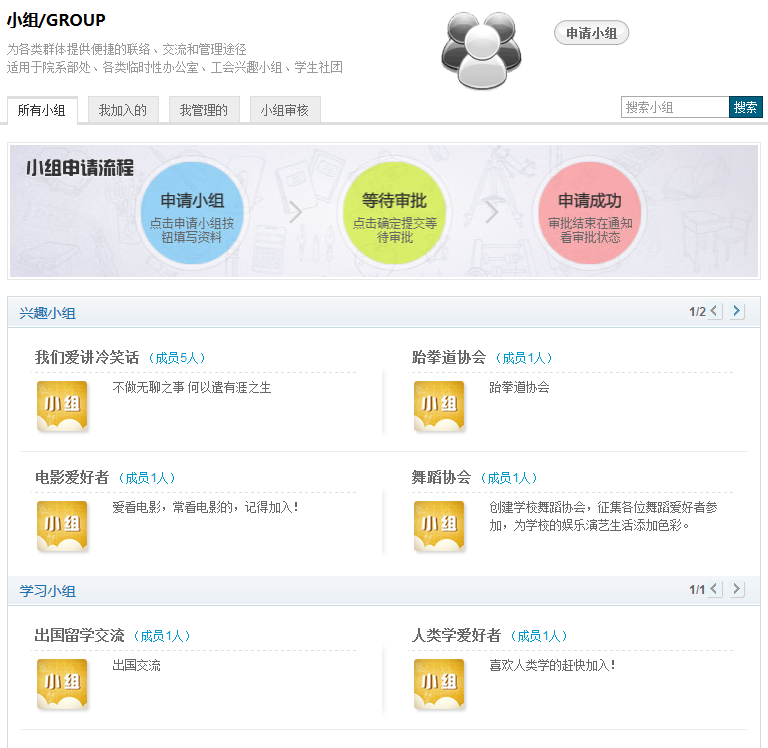 小组/GROUP
为各类群体提供便捷的联络、交流和管理途径
适用于院系部处、各类临时性办公室、工会兴趣小组、学生社团
申请小组
所有小组 我加入的 我管理的 小组审核
搜索小组 搜索
小组申请流程
申请小组
点击申请小组按
钮填写资料
等待审批
点击确定提交等
待审批
申请成功
审批结束在通知
看审批状态
兴趣小组 1/2
我们爱讲冷笑话（成员5人）
小组
不做无聊之事 何以遣有涯之生
跆拳道协会（成员1人）
小组
跆拳道协会
电影爱好者（成员1人）
小组
爱看电影，常看电影的，记得加入！
舞蹈协会（成员1人）
小组
创建学校舞蹈协会，征集各位舞蹈爱好者参
加，为学校的娱乐演艺生活添加色彩。
学习小组 1/1
出国留学交流（成员1人）
小组
出国交流
人类学爱好者（成员1人）
小组
喜欢人类学的赶快加入！